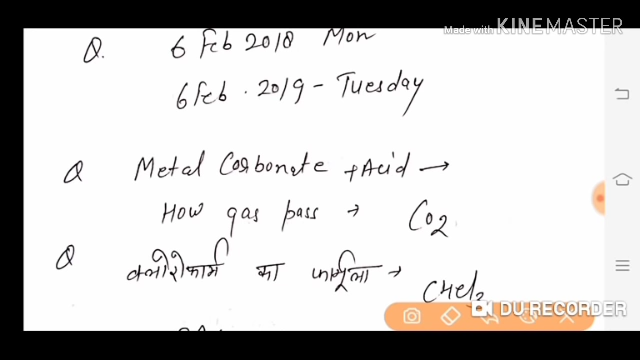 Made with KINEMASTER
Q. 6 Feb 2018 Mon
6 Feb. 2019 - Tuesday
Q Metal Carbonate + Acid →
How gas pass → CO2
Q क्लोरोफार्म का फार्मूला → CHCl3
DU RECORDER